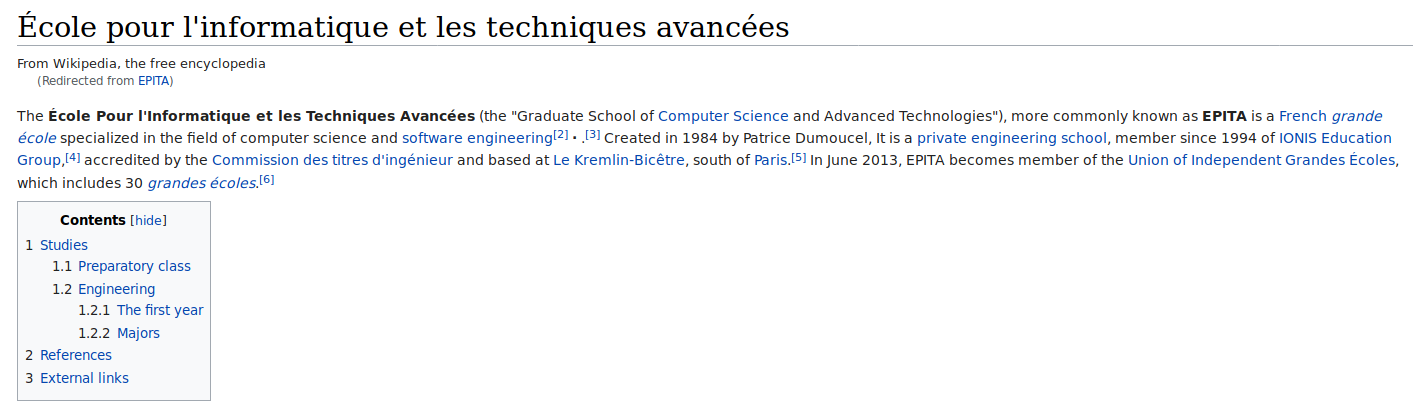 École pour l'informatique et les techniques avancées
From Wikipedia, the free encyclopedia
(Redirected from EPITA)
The École Pour l'Informatique et les Techniques Avancées (the "Graduate School of Computer Science and Advanced Technologies"), more commonly known as EPITA is a French grande
école specialized in the field of computer science and software engineering[2] · .[3] Created in 1984 by Patrice Dumoucel, It is a private engineering school, member since 1994 of IONIS Education
Group,[4] accredited by the Commission des titres d'ingénieur and based at Le Kremlin-Bicêtre, south of Paris.[5] In June 2013, EPITA becomes member of the Union of Independent Grandes Écoles,
which includes 30 grandes écoles.[6]
Contents [hide]
1 Studies
1.1 Preparatory class
1.2 Engineering
1.2.1 The first year
1.2.2 Majors
2 References
3 External links